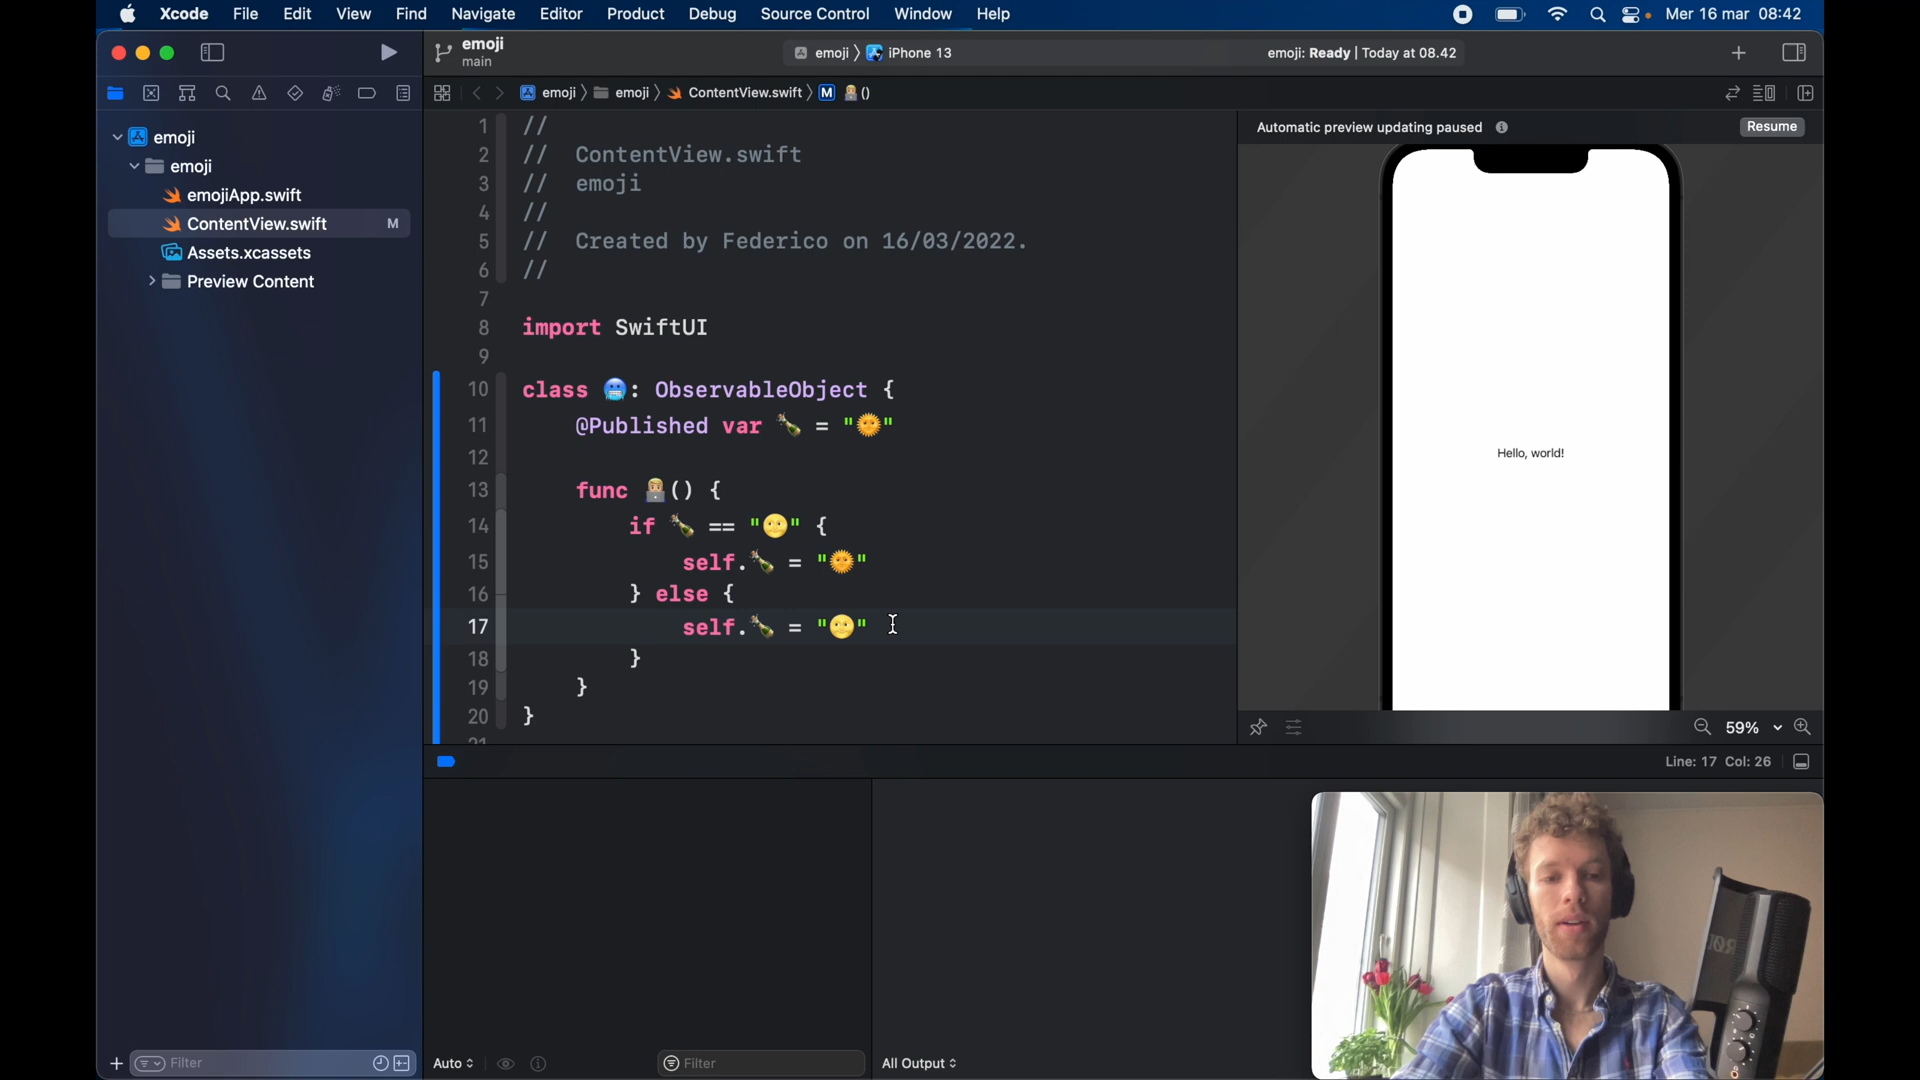 Xcode File Edit View Find Navigate Editor Product Debug Source Control Window Help Mer 16 mar 08:42
emoji
main
emoji 〉 iPhone 13
emoji: Ready | Today at 08.42
emoji 〉 emoji 〉 ContentView.swift 〉 M 👨🏼‍💻()
Automatic preview updating paused
Resume
emoji
emoji
emojiApp.swift
ContentView.swift M
Assets.xcassets
Preview Content
1 //
2 // ContentView.swift
3 // emoji
4 //
5 // Created by Federico on 16/03/2022.
6 //
7
8 import SwiftUI
9
10 class 🥶: ObservableObject {
11 @Published var 🍾 = "🌞"
12
13 func 👨🏼‍💻() {
14 if 🍾 == "🌝" {
15 self.🍾 = "🌞"
16 } else {
17 self.🍾 = "🌝"
18 }
19 }
20 }
21
Hello, world!
59%
Line: 17 Col: 26
Filter
Auto
Filter
All Output